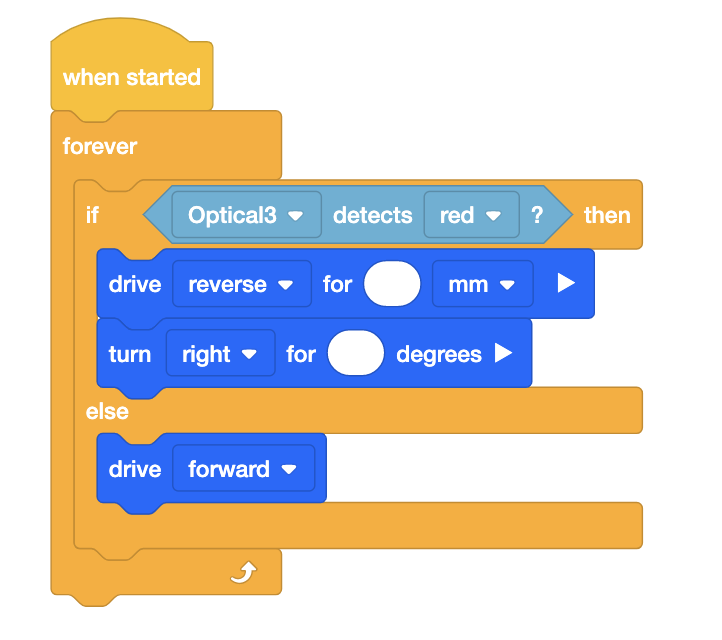 when started
forever
if Optical3 detects red ? then
drive reverse for mm
turn right for degrees
else
drive forward